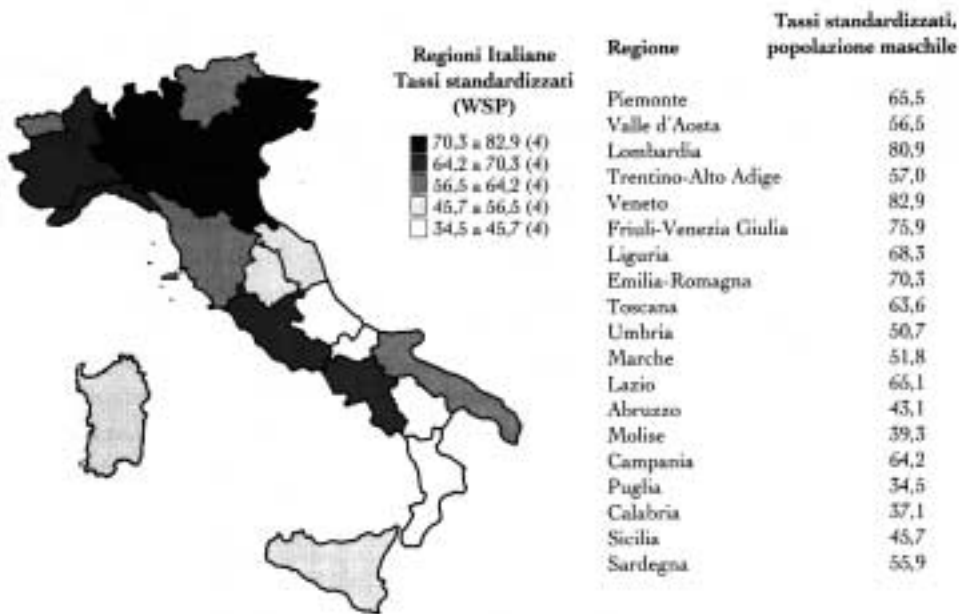 Regioni Italiane
Tassi standardizzati
(WSP)
70,3 a 82,9 (4)
64,2 a 70,3 (4)
56,5 a 64,2 (4)
45,7 a 56,5 (4)
34,5 a 45,7 (4)
Regione Tassi standardizzati, popolazione maschile
Piemonte 65,5
Valle d'Aosta 56,5
Lombardia 80,9
Trentino-Alto Adige 57,0
Veneto 82,9
Friuli-Venezia Giulia 75,9
Liguria 68,3
Emilia-Romagna 70,3
Toscana 63,6
Umbria 50,7
Marche 51,8
Lazio 65,1
Abruzzo 43,1
Molise 39,3
Campania 64,2
Puglia 34,5
Calabria 37,1
Sicilia 45,7
Sardegna 55,9